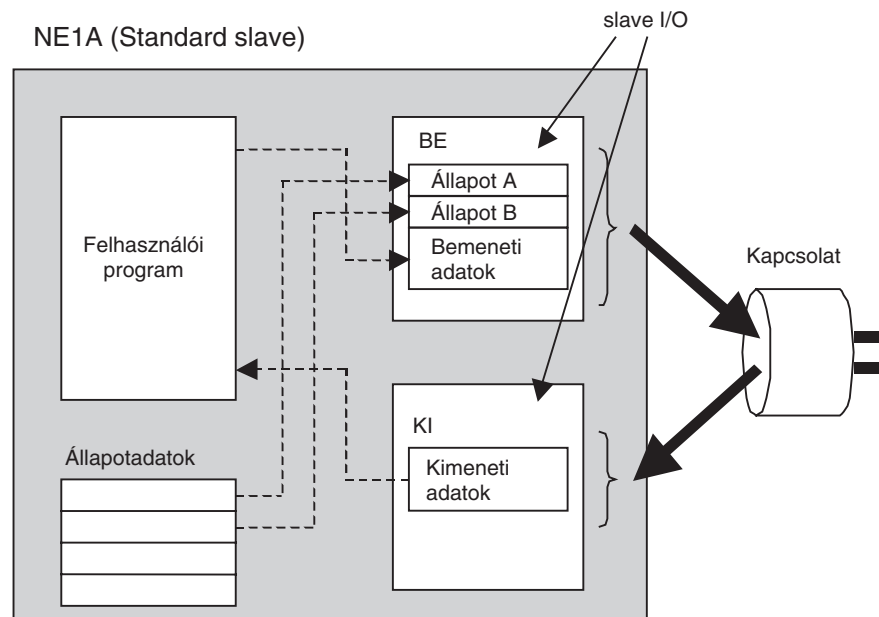 slave I/O
NE1A (Standard slave)
BE
Állapot A
Állapot B
Bemeneti
adatok
Felhasználói
program
Kapcsolat
KI
Kimeneti
adatok
Állapotadatok